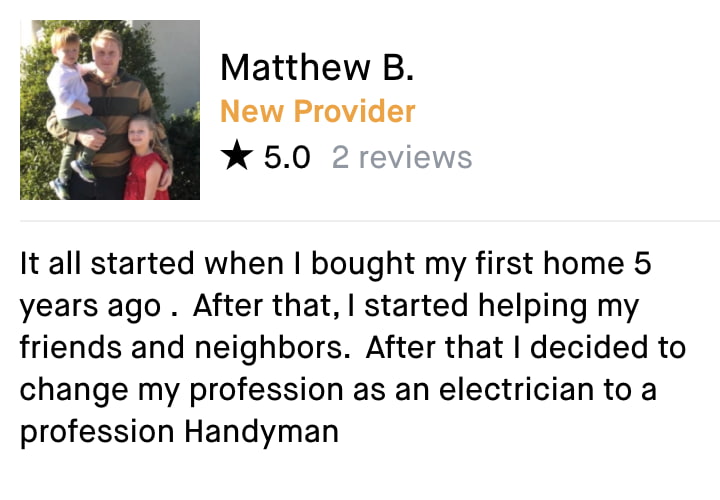 Matthew B.
New Provider
★ 5.0 2 reviews
It all started when I bought my first home 5
years ago .  After that, I started helping my
friends and neighbors.  After that I decided to
change my profession as an electrician to a
profession Handyman